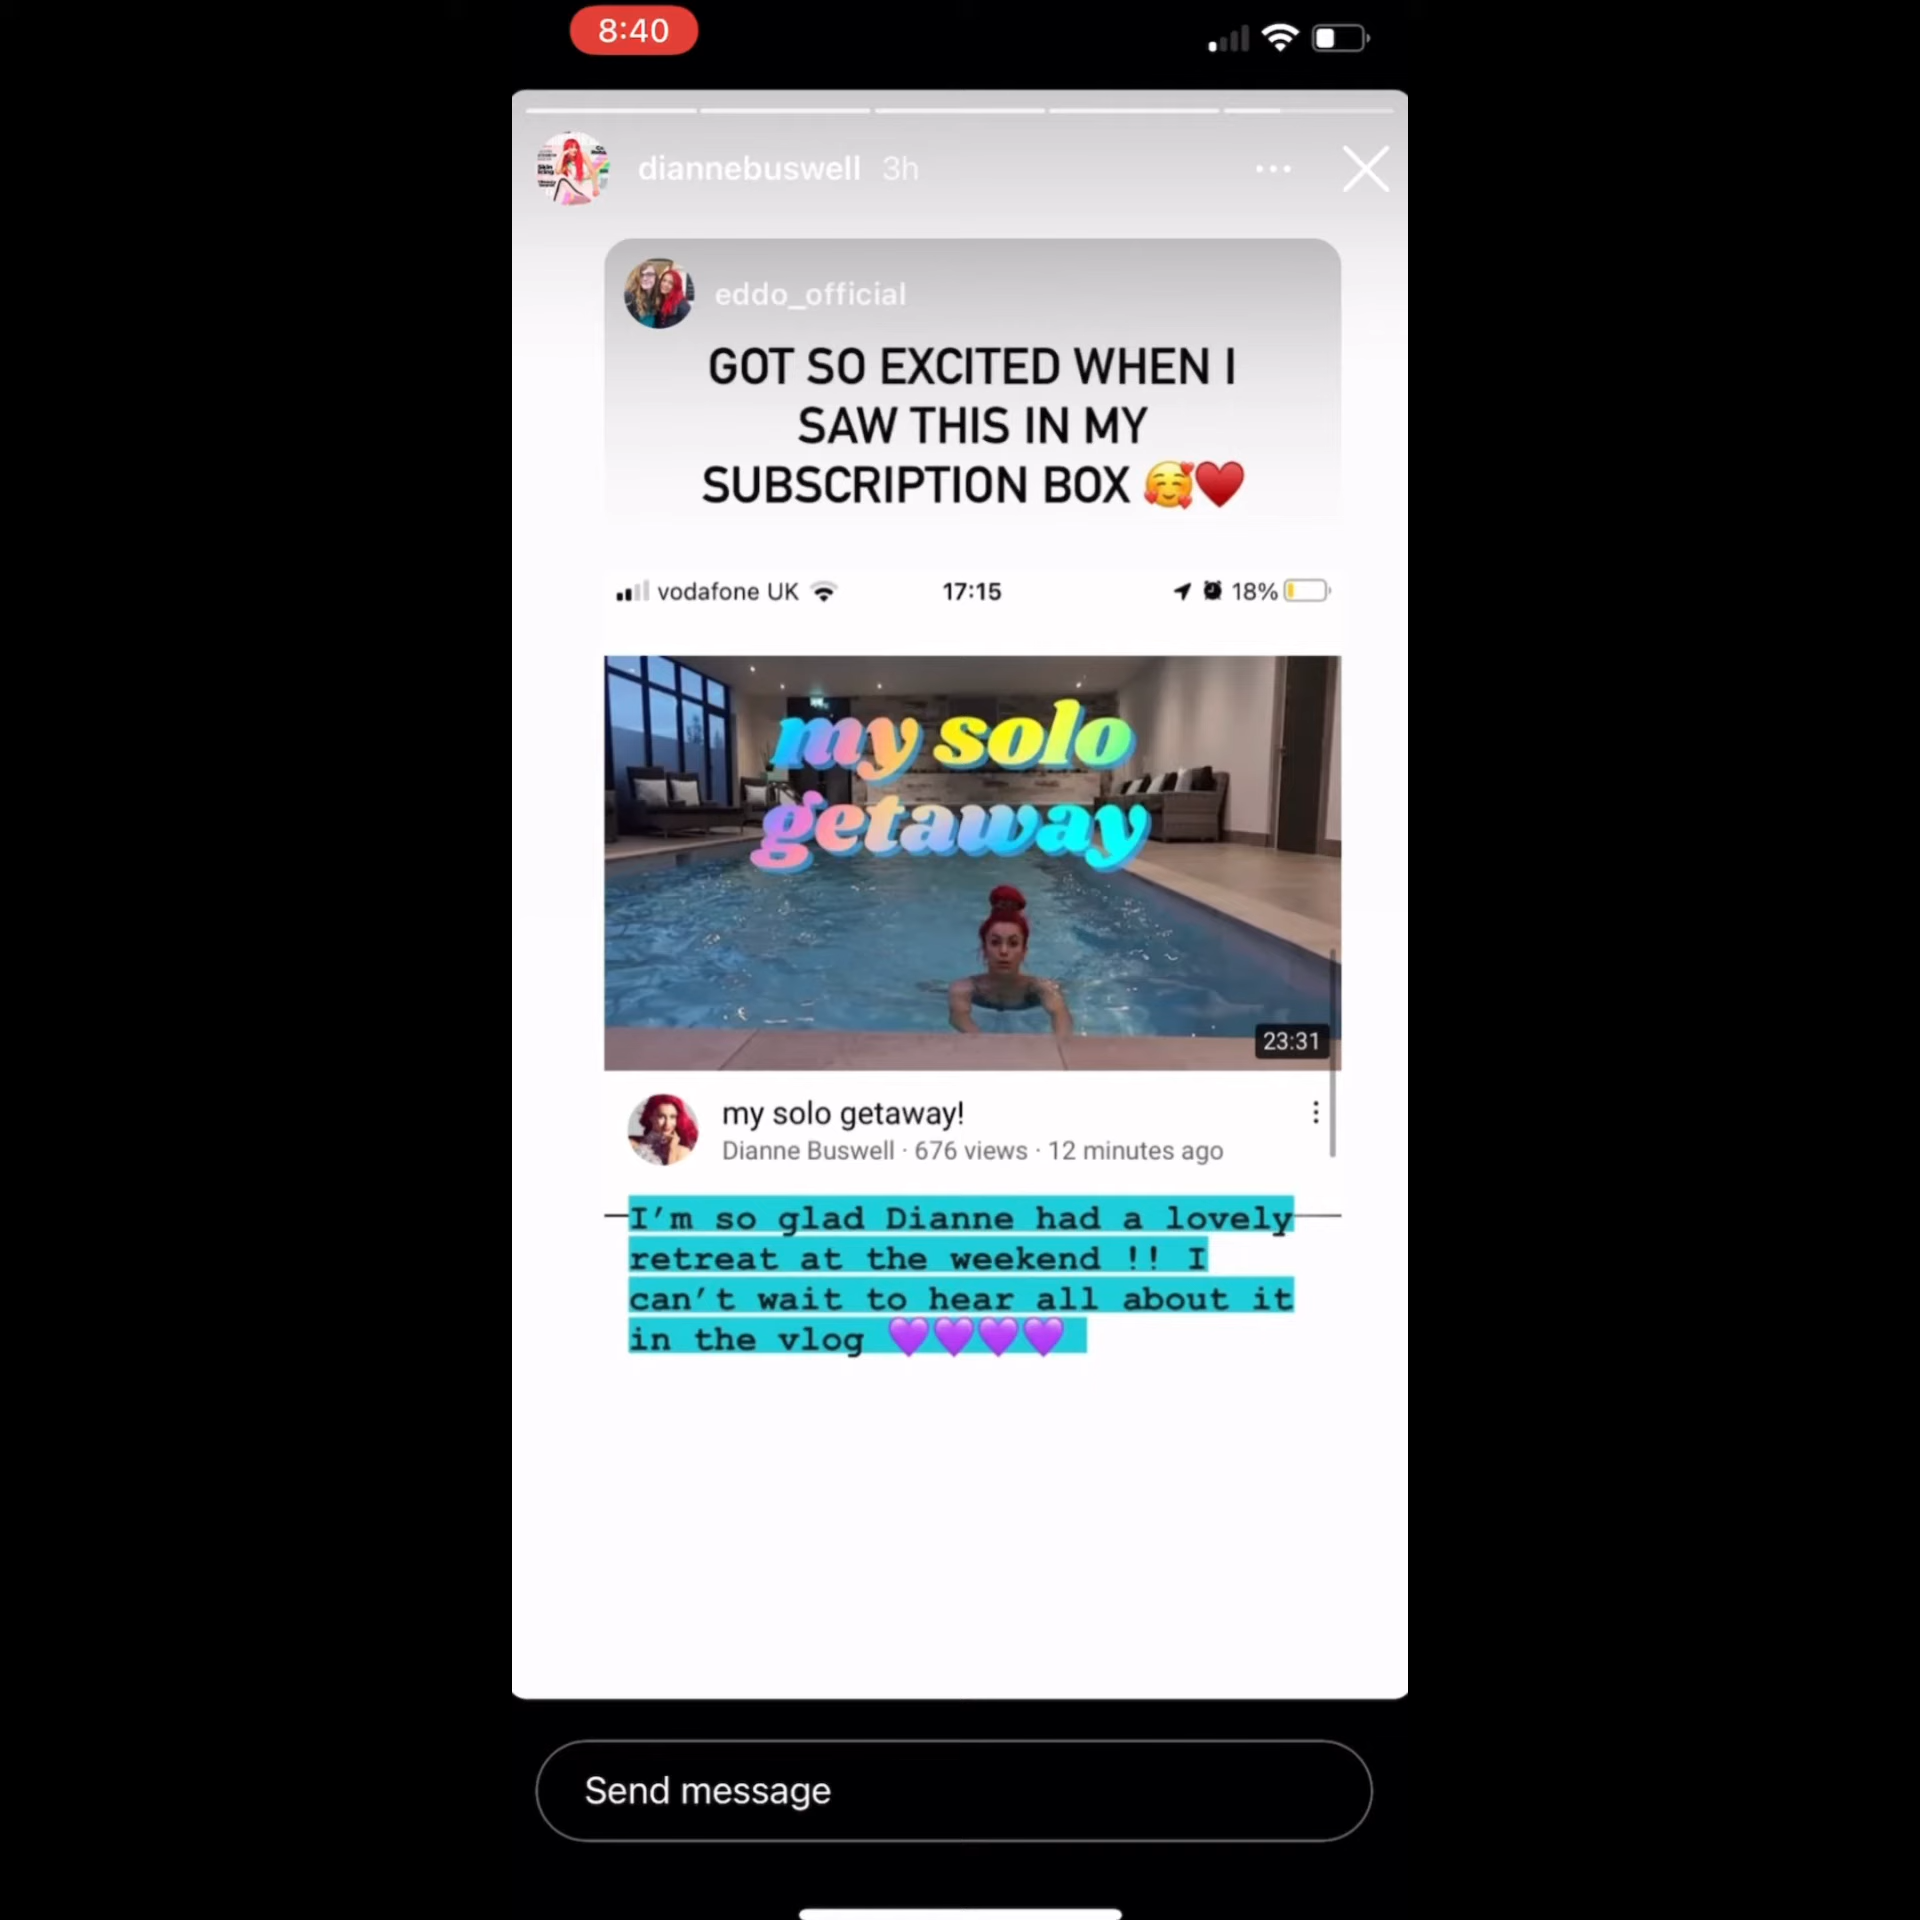 8:40
diannebuswell 3h
eddo_official
GOT SO EXCITED WHEN I
SAW THIS IN MY
SUBSCRIPTION BOX 🥰♥️
vodafone UK 17:15 18%
my solo
getaway
23:31
my solo getaway!
Dianne Buswell · 676 views · 12 minutes ago
I’m so glad Dianne had a lovely
retreat at the weekend !! I
can’t wait to hear all about it
in the vlog 💜💜💜💜
Send message